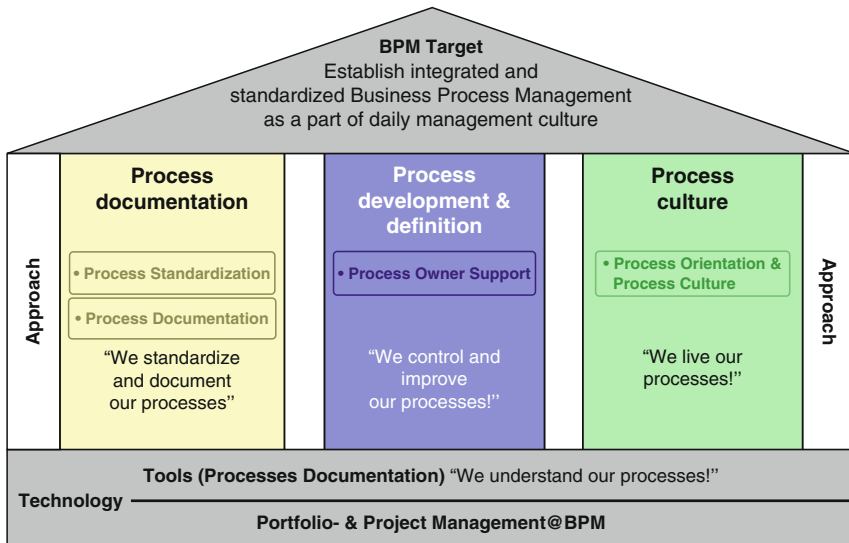 BPM Target
Establish integrated and
standardized Business Process Management
as a part of daily management culture
Approach
Process
documentation
• Process Standardization
• Process Documentation
“We standardize
and document
our processes’’
Process
development &
definition
• Process Owner Support
“We control and
improve
our processes!’’
Process
culture
• Process Orientation &
Process Culture
“We live our
processes!’’
Approach
Tools (Processes Documentation) “We understand our processes!’’
Technology
Portfolio- & Project Management@BPM